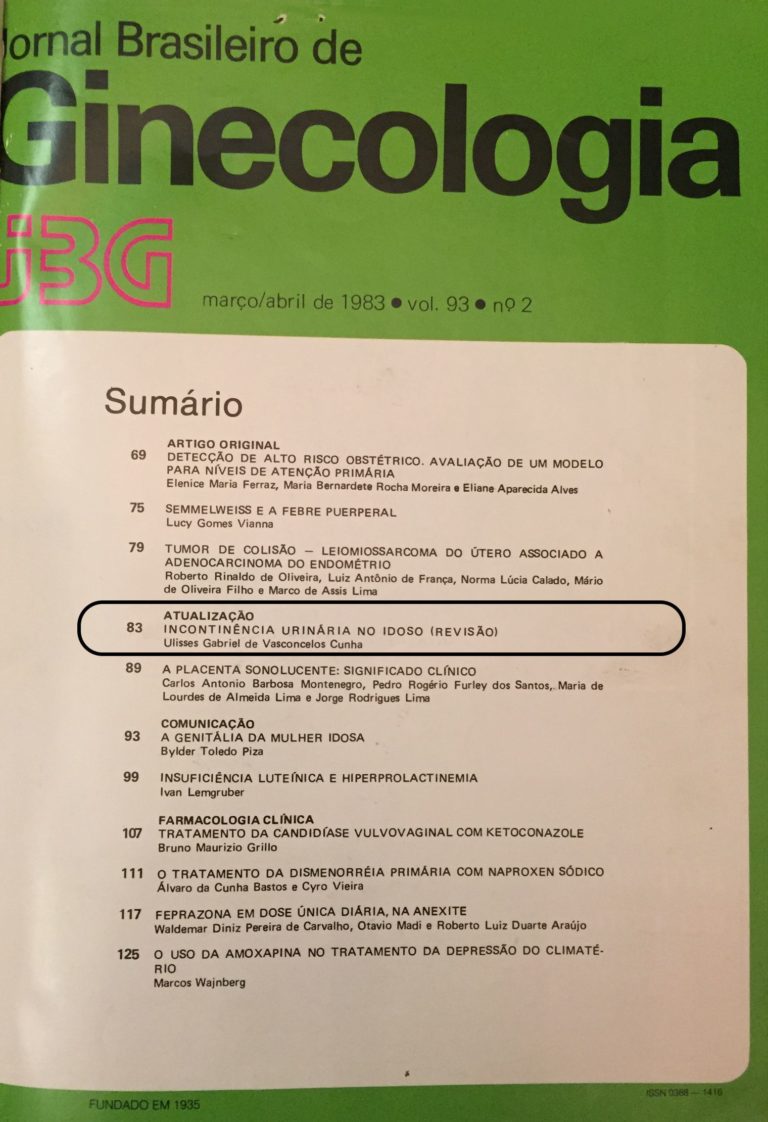 Jornal Brasileiro de
Ginecologia
JBG
março/abril de 1983 ● vol. 93 ● nº 2
Sumário
ARTIGO ORIGINAL
69 DETECÇÃO DE ALTO RISCO OBSTÉTRICO. AVALIAÇÃO DE UM MODELO
PARA NÍVEIS DE ATENÇÃO PRIMÁRIA
Elenice Maria Ferraz, Maria Bernardete Rocha Moreira e Eliane Aparecida Alves
75 SEMMELWEISS E A FEBRE PUERPERAL
Lucy Gomes Vianna
79 TUMOR DE COLISÃO — LEIOMIOSSARCOMA DO ÚTERO ASSOCIADO A
ADENOCARCINOMA DO ENDOMÉTRIO
Roberto Rinaldo de Oliveira, Luiz Antônio de França, Norma Lúcia Calado, Mário
de Oliveira Filho e Marco de Assis Lima
ATUALIZAÇÃO
83 INCONTINÊNCIA URINÁRIA NO IDOSO (REVISÃO)
Ulisses Gabriel de Vasconcelos Cunha
89 A PLACENTA SONOLUCENTE: SIGNIFICADO CLÍNICO
Carlos Antonio Barbosa Montenegro, Pedro Rogério Furley dos Santos, Maria de
Lourdes de Almeida Lima e Jorge Rodrigues Lima
COMUNICAÇÃO
93 A GENITÁLIA DA MULHER IDOSA
Bylder Toledo Piza
99 INSUFICIÊNCIA LUTEÍNICA E HIPERPROLACTINEMIA
Ivan Lemgruber
FARMACOLOGIA CLÍNICA
107 TRATAMENTO DA CANDIDÍASE VULVOVAGINAL COM KETOCONAZOLE
Bruno Maurizio Grillo
111 O TRATAMENTO DA DISMENORRÉIA PRIMÁRIA COM NAPROXEN SÓDICO
Álvaro da Cunha Bastos e Cyro Vieira
117 FEPRAZONA EM DOSE ÚNICA DIÁRIA, NA ANEXITE
Waldemar Diniz Pereira de Carvalho, Otavio Madi e Roberto Luiz Duarte Araújo
125 O USO DA AMOXAPINA NO TRATAMENTO DA DEPRESSÃO DO CLIMATÉ-
RIO
Marcos Wajnberg
FUNDADO EM 1935
ISSN 0368 — 1416